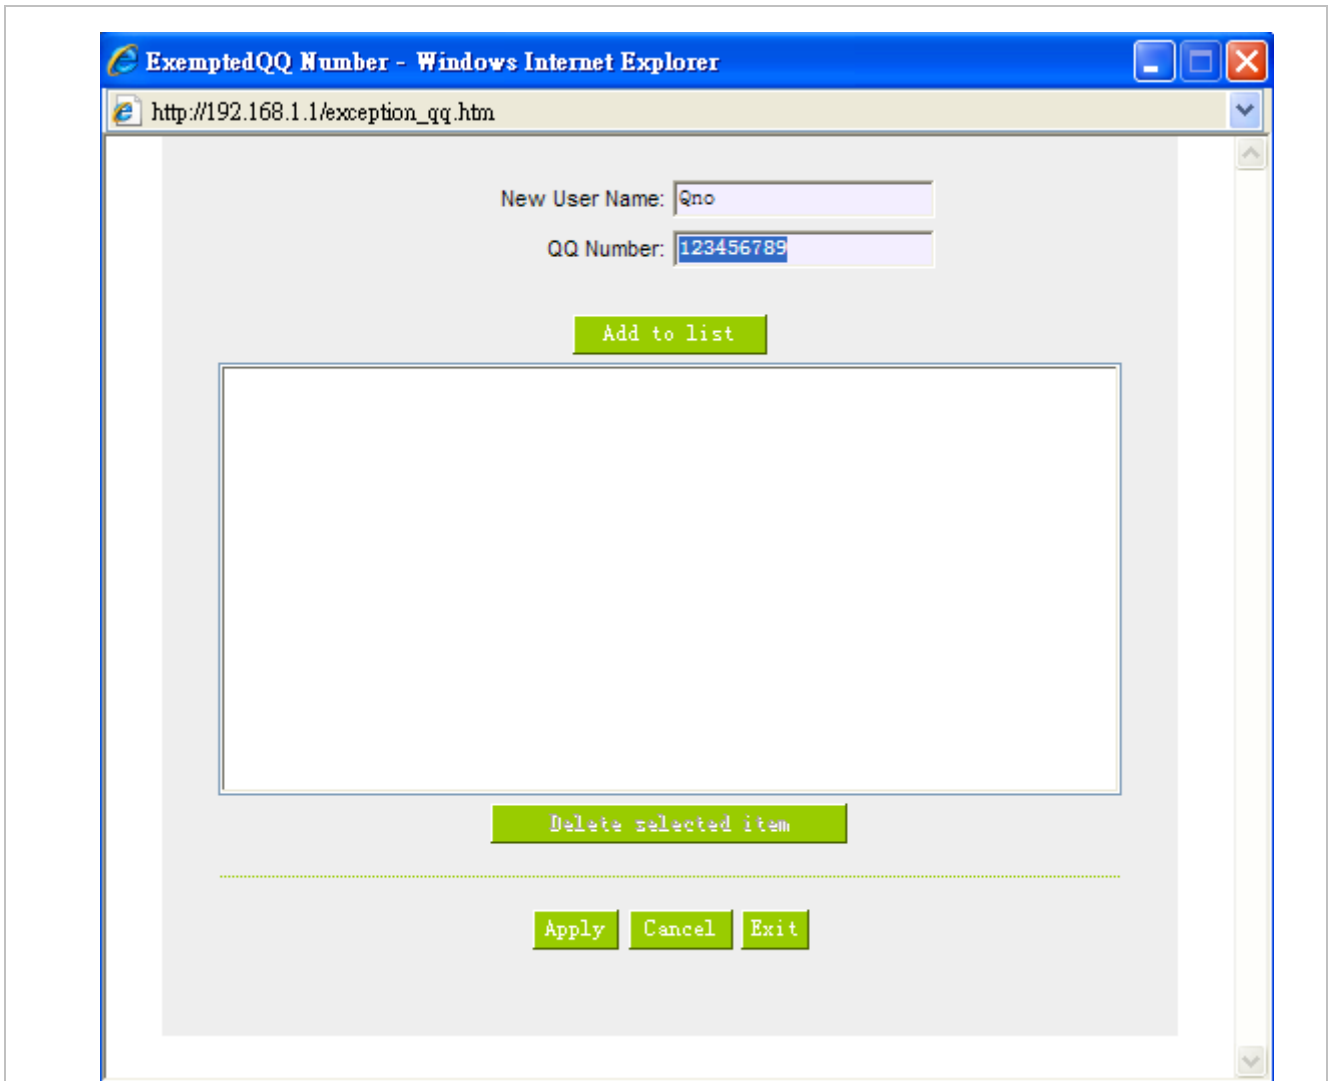 ExemptedQQ Number - Windows Internet Explorer
http://192.168.1.1/exception_qq.htm
New User Name: Qno
QQ Number: 123456789
Add to list
Delete selected item
Apply Cancel Exit